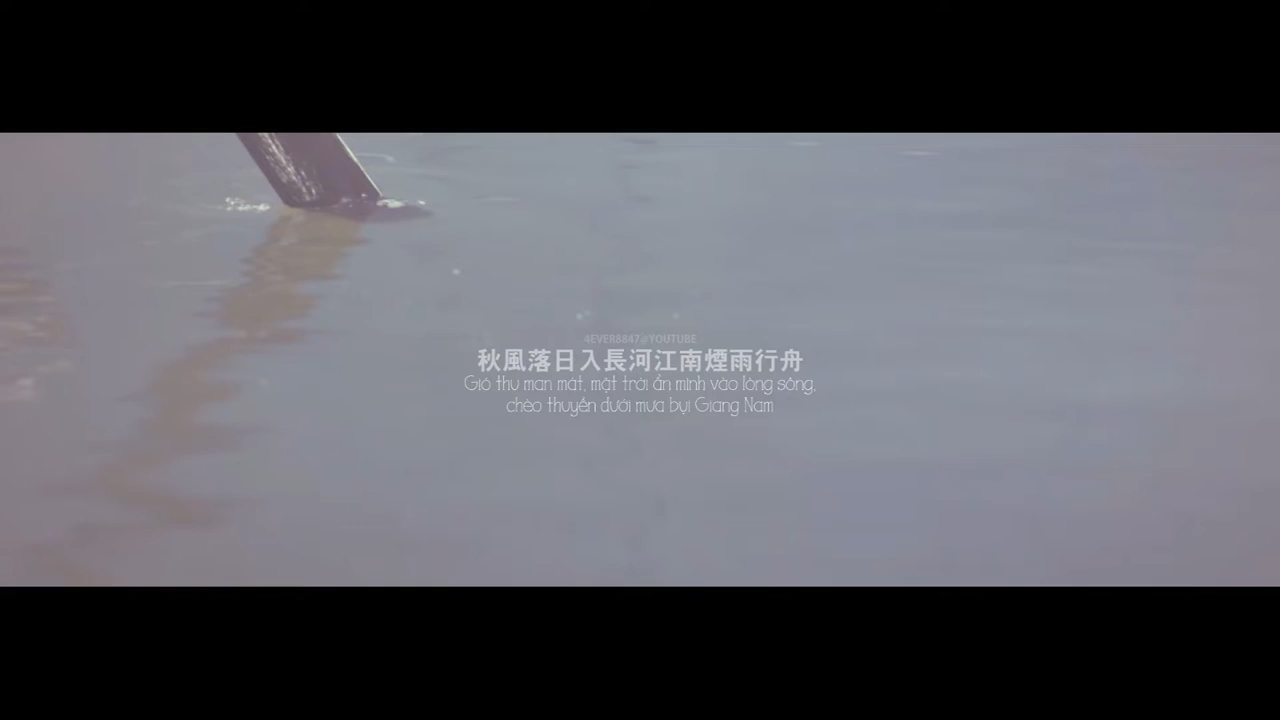 4EVER8847@YOUTUBE
秋風落日入長河江南煙雨行舟
Gió thu man mát, mặt trời ẩn mình vào lòng sông,
chèo thuyền dưới mưa bụi Giang Nam